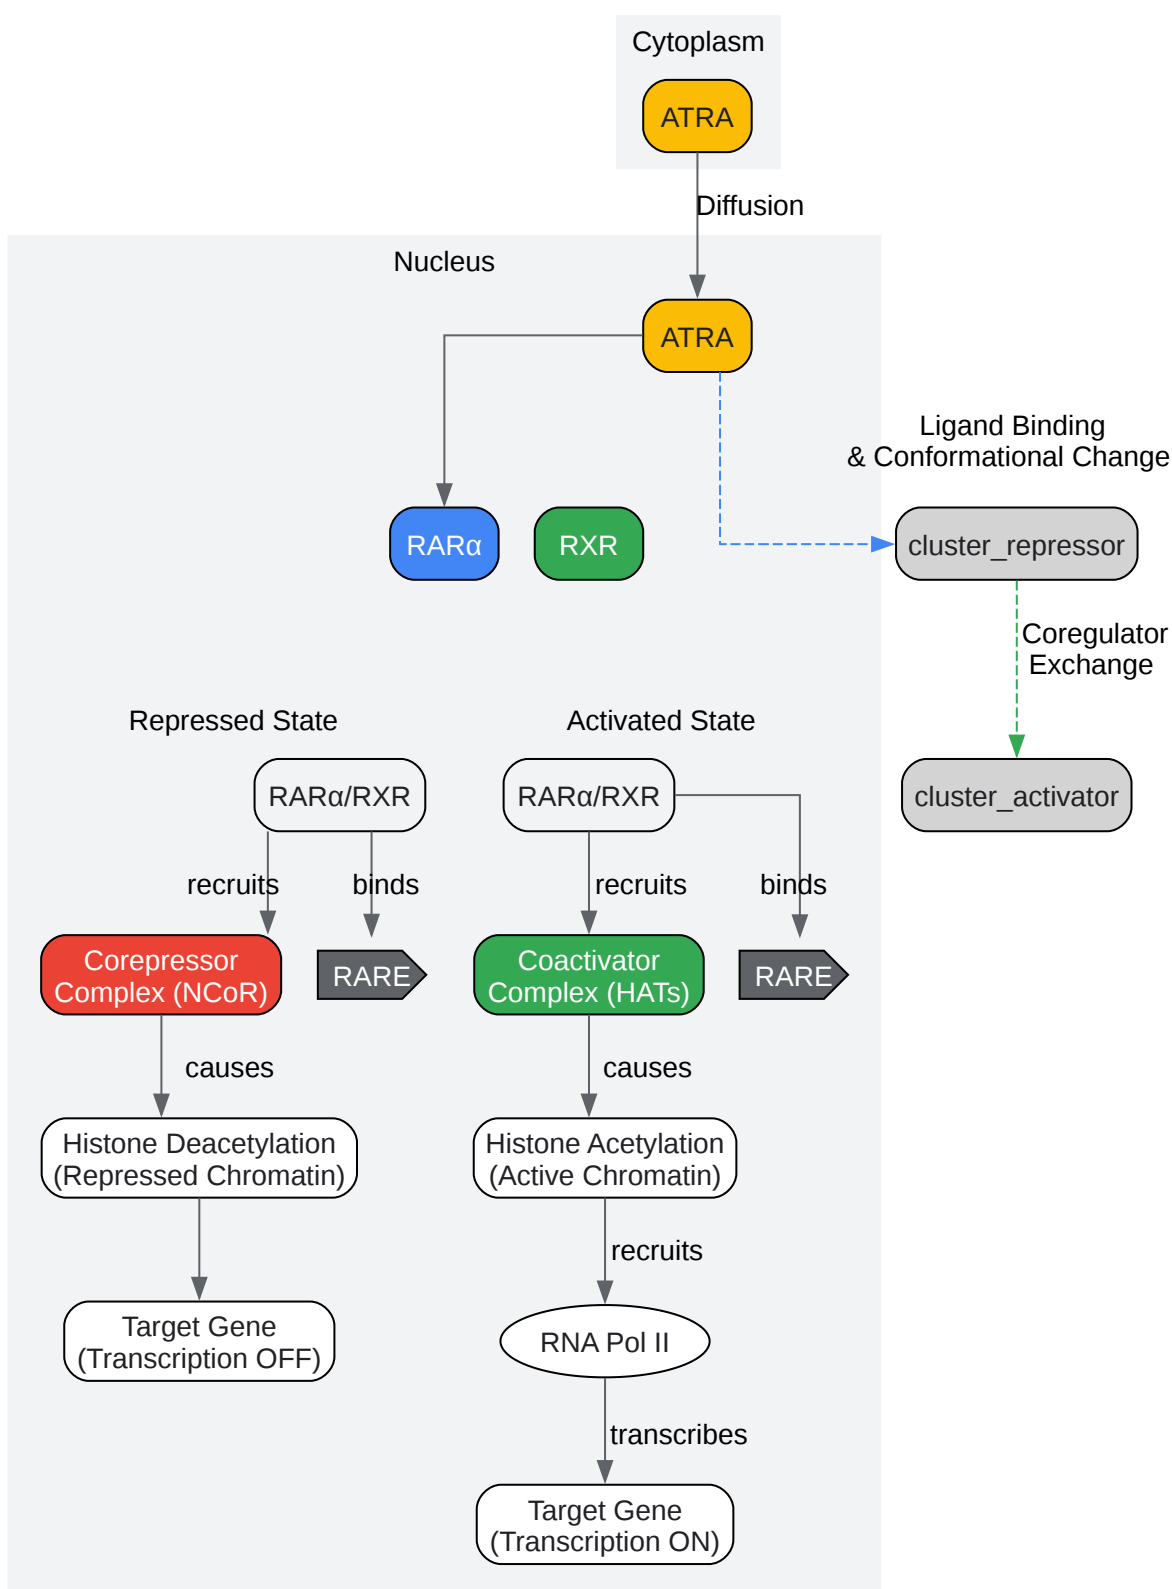 Cytoplasm
ATRA
Diffusion
Nucleus
ATRA
Ligand Binding
& Conformational Change
RARα
RXR
cluster_repressor
Coregulator
Exchange
Repressed State
Activated State
RARα/RXR
RARα/RXR
cluster_activator
recruits
binds
recruits
binds
Corepressor
Complex (NCoR)
RARE
Coactivator
Complex (HATs)
RARE
causes
causes
Histone Deacetylation
(Repressed Chromatin)
Histone Acetylation
(Active Chromatin)
recruits
Target Gene
(Transcription OFF)
RNA Pol II
transcribes
Target Gene
(Transcription ON)